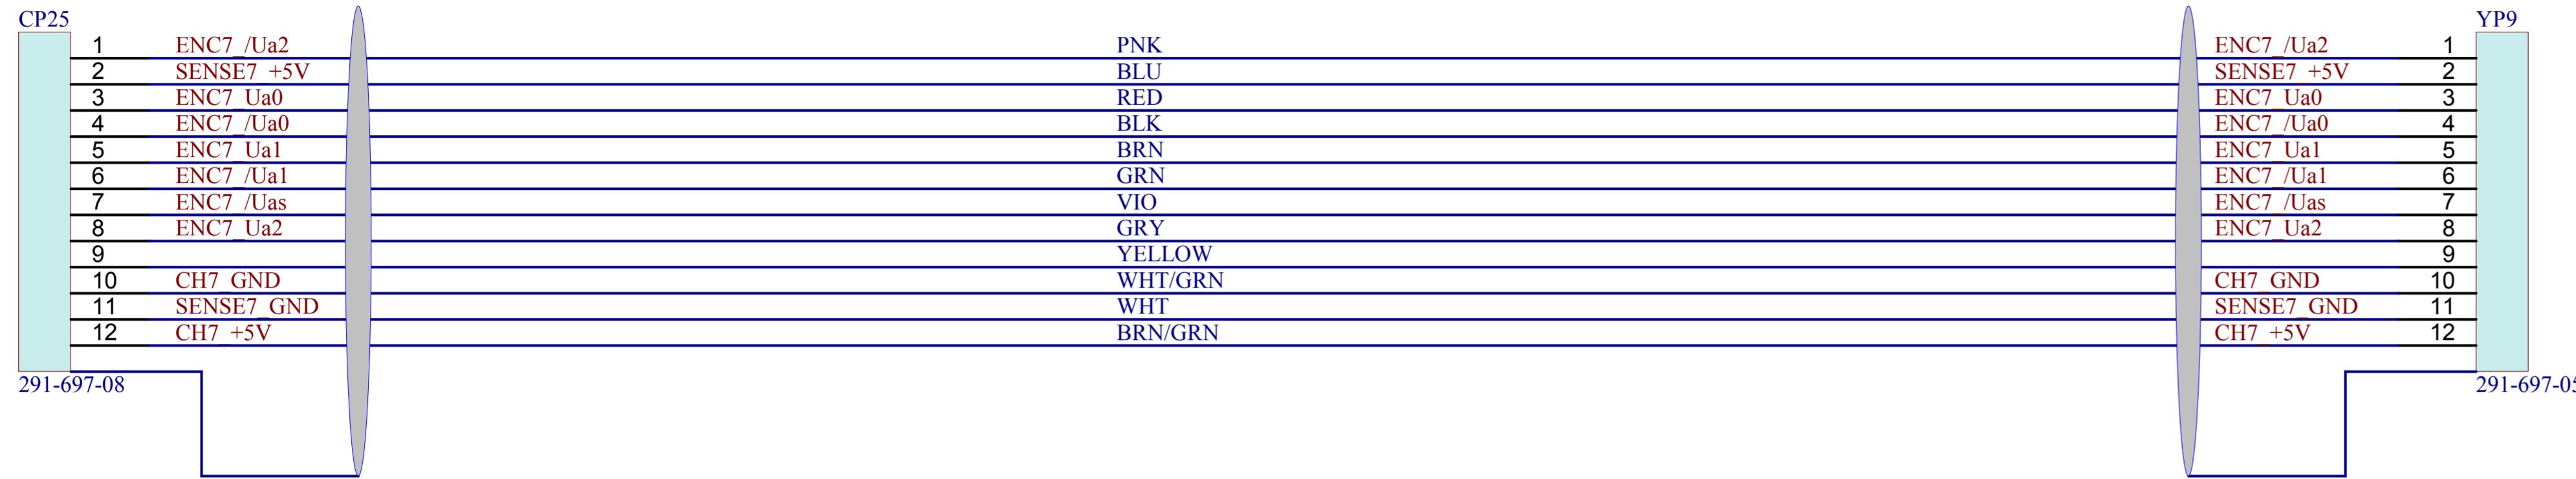 CP25 YP9
1 ENC7_/Ua2 PNK ENC7_/Ua2 1
2 SENSE7_+5V BLU SENSE7_+5V 2
3 ENC7_Ua0 RED ENC7_Ua0 3
4 ENC7_/Ua0 BLK ENC7_/Ua0 4
5 ENC7_Ua1 BRN ENC7_Ua1 5
6 ENC7_/Ua1 GRN ENC7_/Ua1 6
7 ENC7_/Uas VIO ENC7_/Uas 7
8 ENC7_Ua2 GRY ENC7_Ua2 8
9 YELLOW 9
10 CH7_GND WHT/GRN CH7_GND 10
11 SENSE7_GND WHT SENSE7_GND 11
12 CH7_+5V BRN/GRN CH7_+5V 12
291-697-08 291-697-05